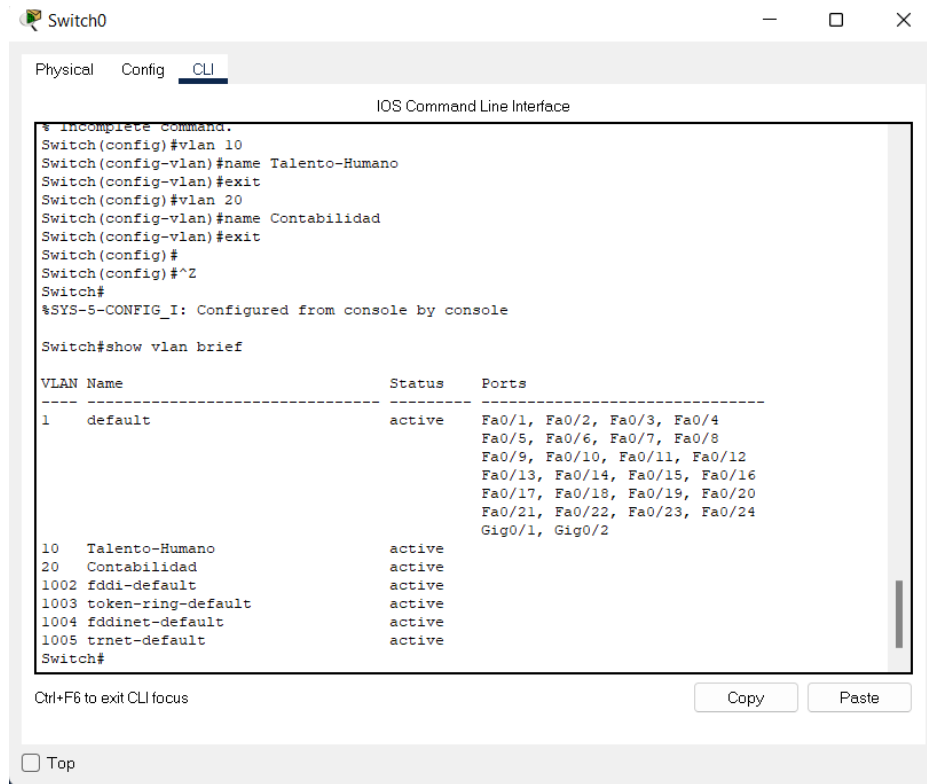 Switch0
Physical Config CLI
IOS Command Line Interface
% Incomplete command.
Switch(config)#vlan 10
Switch(config-vlan)#name Talento-Humano
Switch(config-vlan)#exit
Switch(config)#vlan 20
Switch(config-vlan)#name Contabilidad
Switch(config-vlan)#exit
Switch(config)#
Switch(config)#^Z
Switch#
%SYS-5-CONFIG_I: Configured from console by console
Switch#show vlan brief
VLAN Name                             Status    Ports
---- -------------------------------- --------- -------------------------------
1    default                          active    Fa0/1, Fa0/2, Fa0/3, Fa0/4
                                                Fa0/5, Fa0/6, Fa0/7, Fa0/8
                                                Fa0/9, Fa0/10, Fa0/11, Fa0/12
                                                Fa0/13, Fa0/14, Fa0/15, Fa0/16
                                                Fa0/17, Fa0/18, Fa0/19, Fa0/20
                                                Fa0/21, Fa0/22, Fa0/23, Fa0/24
                                                Gig0/1, Gig0/2
10   Talento-Humano                   active
20   Contabilidad                     active
1002 fddi-default                     active
1003 token-ring-default               active
1004 fddinet-default                  active
1005 trnet-default                    active
Switch#
Ctrl+F6 to exit CLI focus
Copy Paste
Top